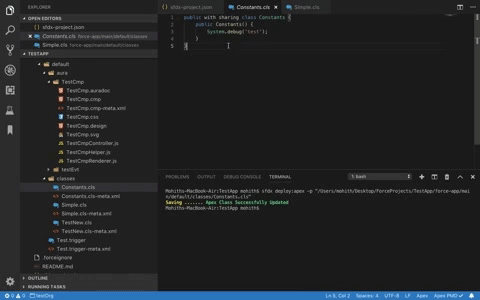 EXPLORER
OPEN EDITORS
sfdx-project.json
Constants.cls force-app/main/default/classes
Simple.cls force-app/main/default/classes
TESTAPP
default
aura
TestCmp
TestCmp.auradoc
TestCmp.cmp
TestCmp.cmp-meta.xml
TestCmp.css
TestCmp.design
TestCmp.svg
TestCmpController.js
TestCmpHelper.js
TestCmpRenderer.js
testEvt
classes
Constants.cls
Constants.cls-meta.xml
Simple.cls
Simple.cls-meta.xml
TestNew.cls
TestNew.cls-meta.xml
Test.trigger
Test.trigger-meta.xml
.forceignore
README.md
OUTLINE
RUNNING TASKS
sfdx-project.json
Constants.cls
Simple.cls
1 public with sharing class Constants {
2 public Constants() {
3 System.debug('test');
4 }
5 }
PROBLEMS OUTPUT DEBUG CONSOLE TERMINAL
1: bash
Mohiths-MacBook-Air:TestApp mohith$ sfdx deploy:apex -p "/Users/mohith/Desktop/forceProjects/TestApp/force-app/mai
n/default/classes/Constants.cls"
Saving ....... Apex Class Successfully Updated
Mohiths-MacBook-Air:TestApp mohith$
0 0 testOrg
Ln 5, Col 2 Spaces: 4 LF Apex Apex PMD